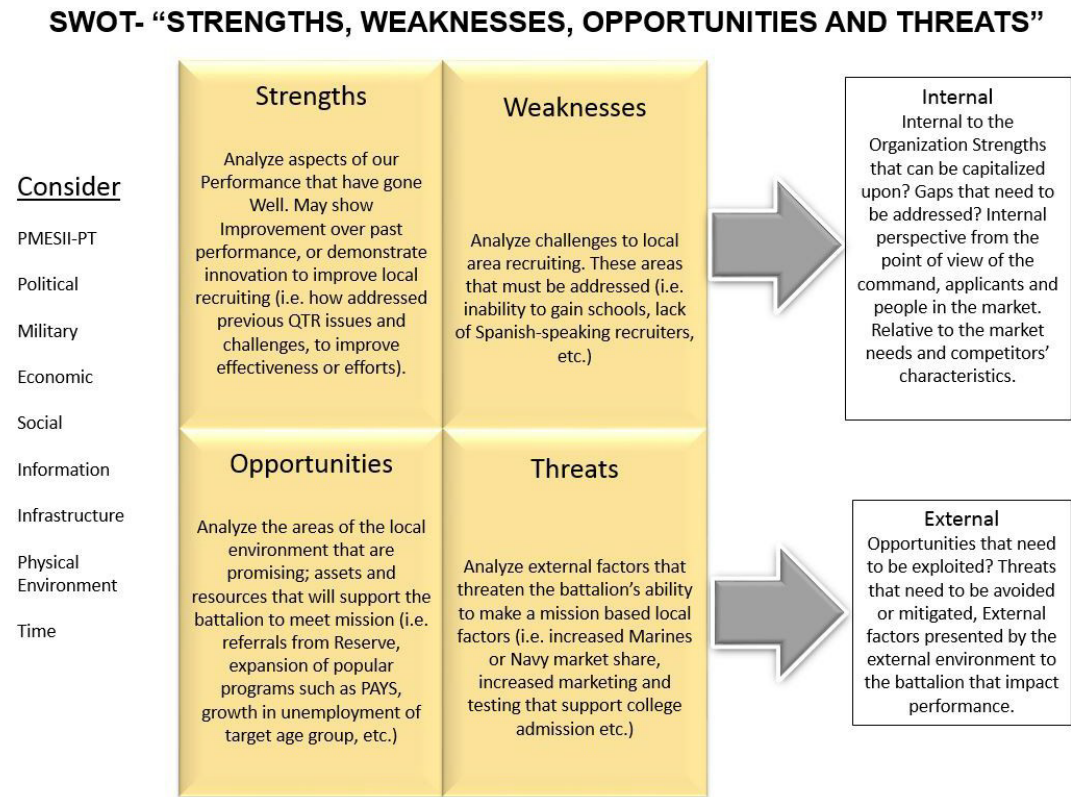 SWOT- “STRENGTHS, WEAKNESSES, OPPORTUNITIES AND THREATS”
Consider
PMESII-PT
Political
Military
Economic
Social
Information
Infrastructure
Physical
Environment
Time
Strengths
Analyze aspects of our
Performance that have gone
Well. May show
Improvement over past
performance, or demonstrate
innovation to improve local
recruiting (i.e. how addressed
previous QTR issues and
challenges, to improve
effectiveness or efforts).
Weaknesses
Analyze challenges to local
area recruiting. These areas
that must be addressed (i.e.
inability to gain schools, lack
of Spanish-speaking recruiters,
etc.)
Internal
Internal to the
Organization Strengths
that can be capitalized
upon? Gaps that need to
be addressed? Internal
perspective from the
point of view of the
command, applicants and
people in the market.
Relative to the market
needs and competitors’
characteristics.
Opportunities
Analyze the areas of the local
environment that are
promising; assets and
resources that will support the
battalion to meet mission (i.e.
referrals from Reserve,
expansion of popular
programs such as PAYS,
growth in unemployment of
target age group, etc.)
Threats
Analyze external factors that
threaten the battalion’s ability
to make a mission based local
factors (i.e. increased Marines
or Navy market share,
increased marketing and
testing that support college
admission etc.)
External
Opportunities that need
to be exploited? Threats
that need to be avoided
or mitigated, External
factors presented by the
external environment to
the battalion that impact
performance.